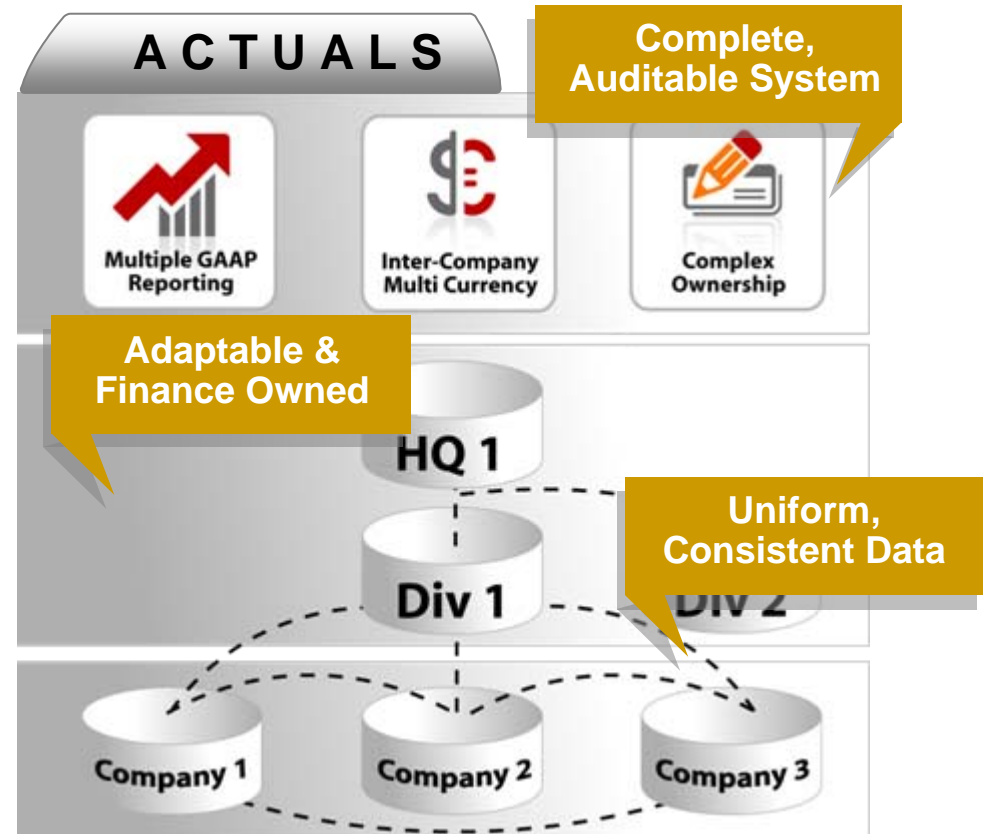 ACTUALS
Complete,
Auditable System
Multiple GAAP
Reporting
Inter-Company
Multi Currency
Complex
Ownership
Adaptable &
Finance Owned
HQ 1
Uniform,
Consistent Data
Div 1
Div 2
Company 1
Company 2
Company 3